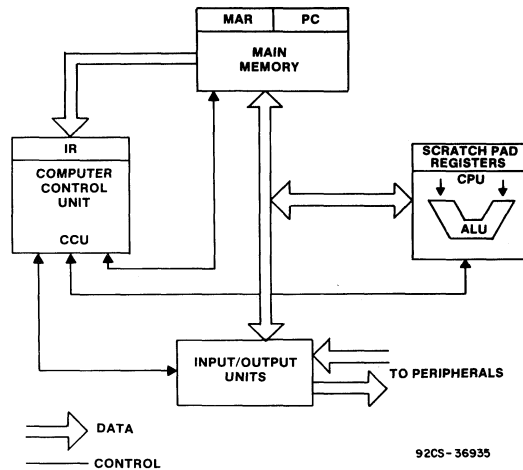 MAR
PC
MAIN
MEMORY
IR
COMPUTER
CONTROL
UNIT
CCU
SCRATCH PAD
REGISTERS
CPU
ALU
INPUT/OUTPUT
UNITS
TO PERIPHERALS
DATA
CONTROL
92CS-36935